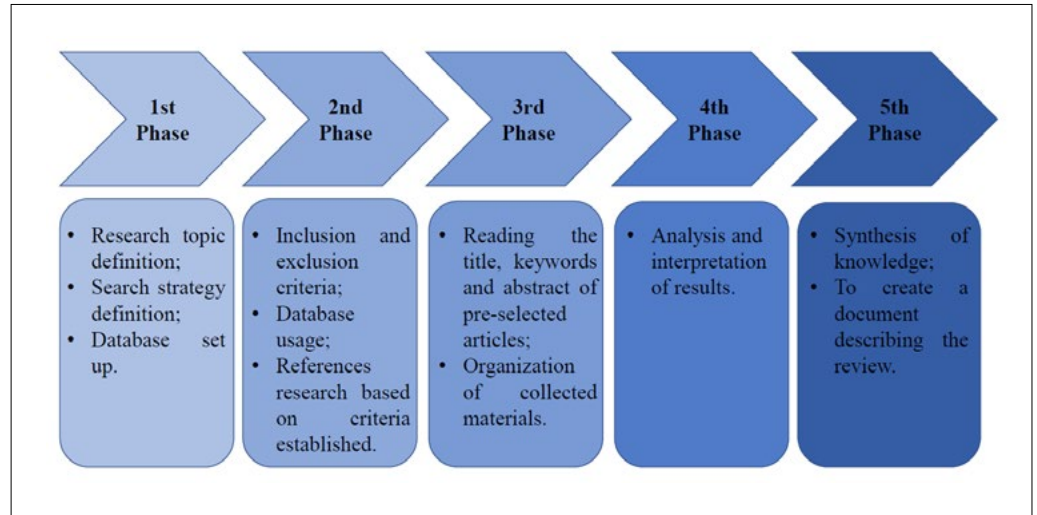 1st
Phase
2nd
Phase
3rd
Phase
4th
Phase
5th
Phase
• Research topic
definition;
• Search strategy
definition;
• Database set
up.
• Inclusion and
exclusion
criteria;
• Database
usage;
• References
research based
on criteria
established.
• Reading the
title, keywords
and abstract of
pre-selected
articles;
• Organization
of collected
materials.
• Analysis and
interpretation
of results.
• Synthesis of
knowledge;
• To create a
document
describing the
review.